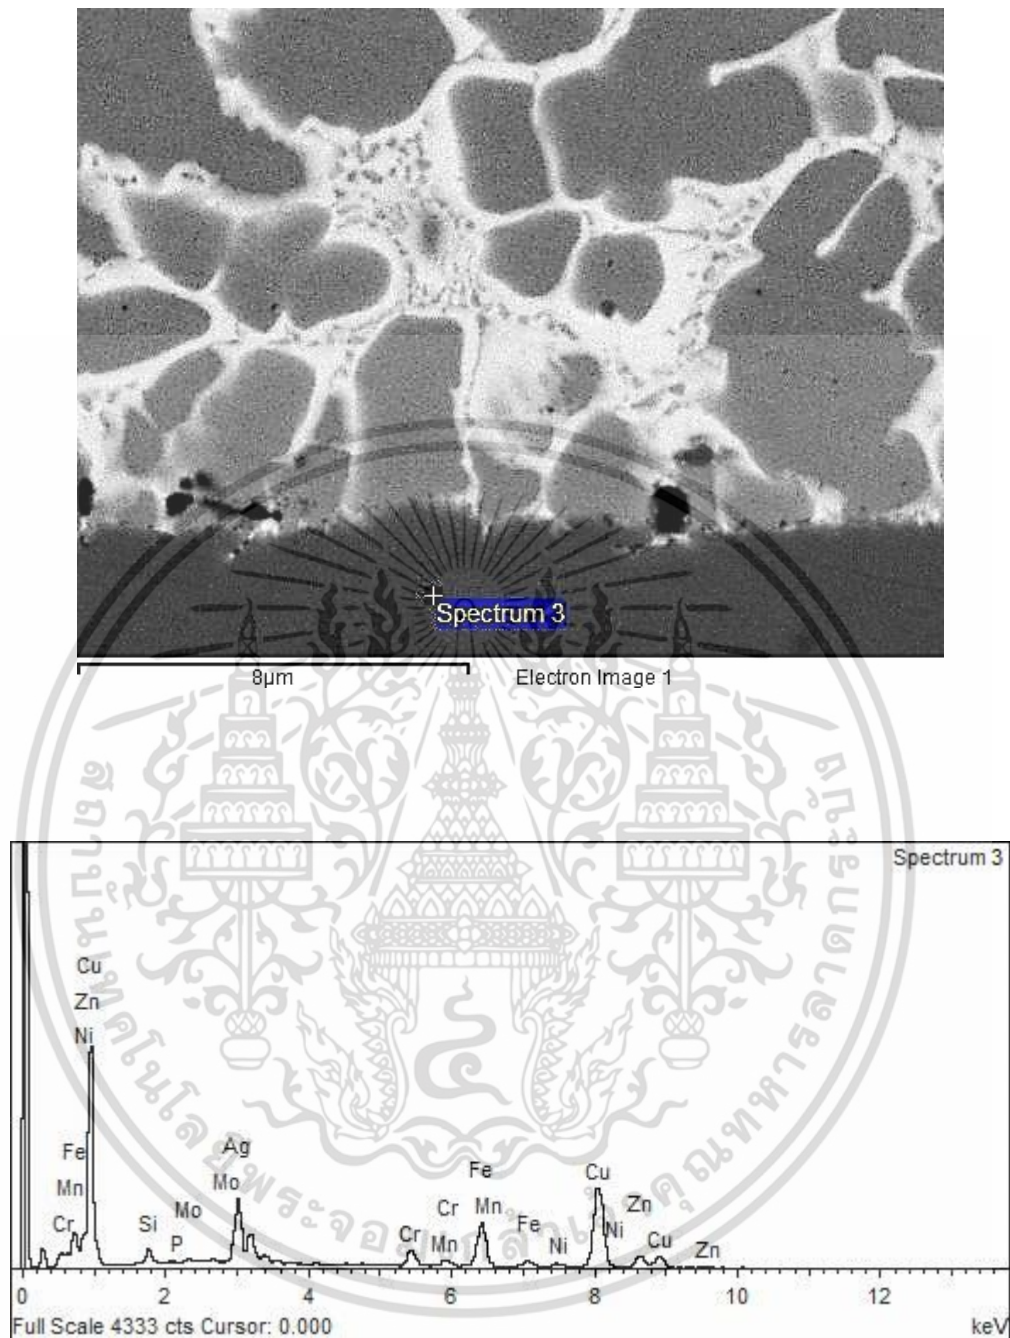 Spectrum 3
8µm
Electron Image 1
Spectrum 3
Cu
Zn
Ni
Fe
Ag
Mn
Mo
Fe
Cu
Cr
Si
Mo
Cr
Mn
Zn
P
Cr
Mn
Fe
Ni
Ni
Cu
Zn
0 2 4 6 8 10 12
Full Scale 4333 cts Cursor: 0.000 keV